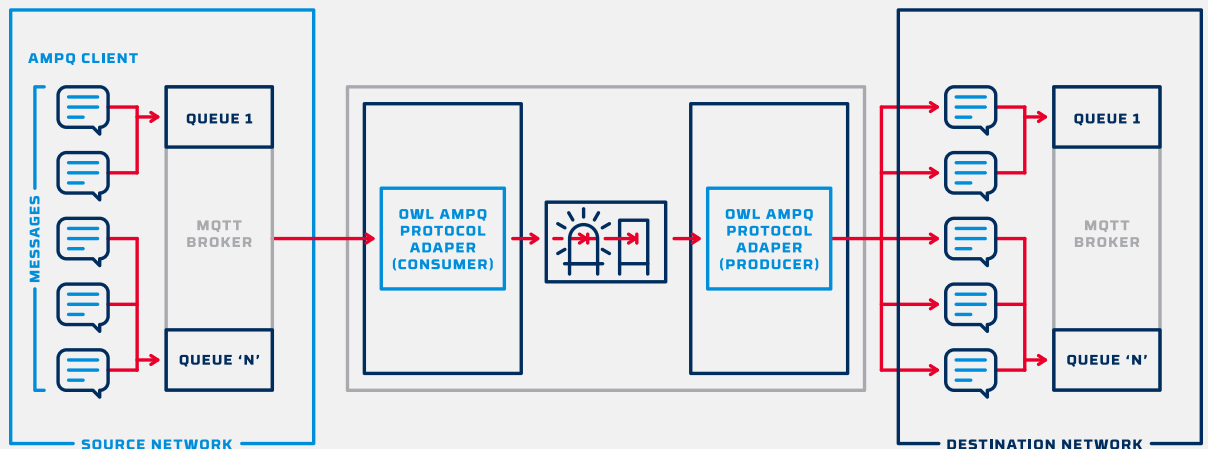 AMPQ CLIENT
MESSAGES
QUEUE 1
MQTT
BROKER
QUEUE ‘N’
SOURCE NETWORK
OWL AMPQ
PROTOCOL
ADAPER
(CONSUMER)
OWL AMPQ
PROTOCOL
ADAPER
(PRODUCER)
QUEUE 1
MQTT
BROKER
QUEUE ‘N’
DESTINATION NETWORK